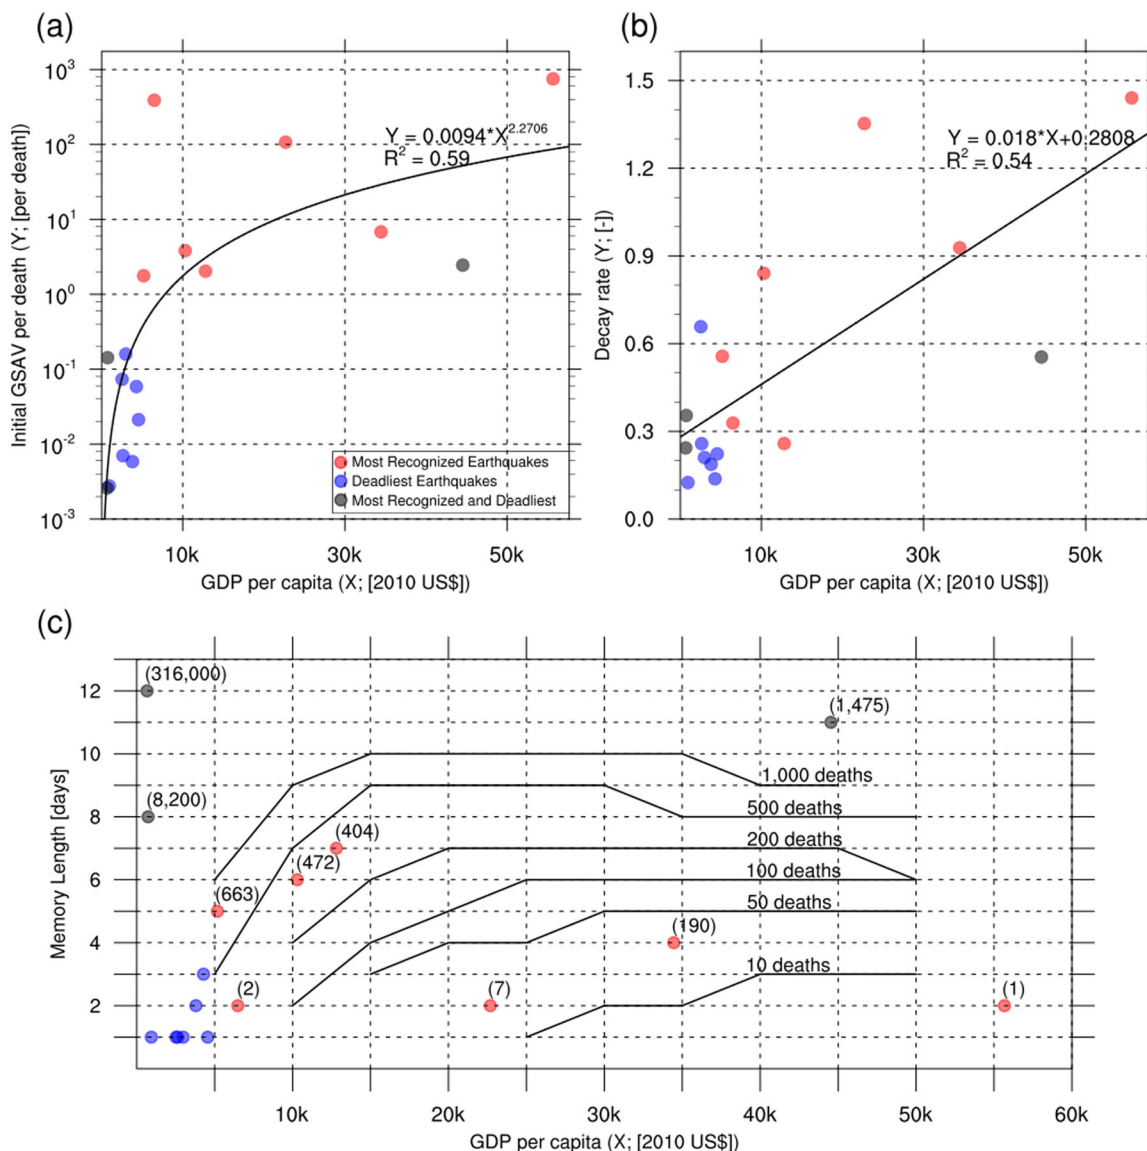 (a)
Initial GSAV per death (Y; [per death])
10³
10²
10¹
10⁰
10⁻¹
10⁻²
10⁻³
Y = 0.0094*X^2.2706
R² = 0.59
Most Recognized Earthquakes
Deadliest Earthquakes
Most Recognized and Deadliest
10k 30k 50k
GDP per capita (X; [2010 US$])
(b)
Decay rate (Y; [-])
1.5
1.2
0.9
0.6
0.3
0.0
Y = 0.018*X+0.2808
R² = 0.54
10k 30k 50k
GDP per capita (X; [2010 US$])
(c)
Memory Length [days]
12
10
8
6
4
2
(316,000)
(1,475)
1,000 deaths
(8,200)
500 deaths
(404)
200 deaths
(472)
100 deaths
(663)
50 deaths
(190)
10 deaths
(2)
(7)
(1)
10k 20k 30k 40k 50k 60k
GDP per capita (X; [2010 US$])